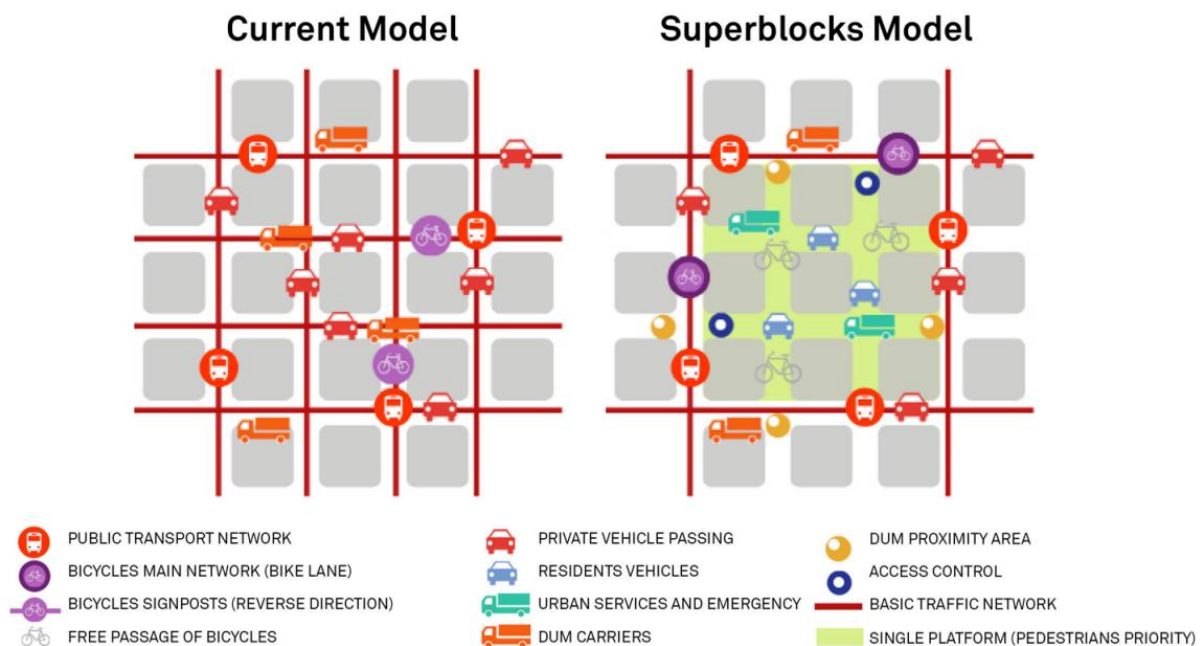 Current Model
Superblocks Model
PUBLIC TRANSPORT NETWORK
BICYCLES MAIN NETWORK (BIKE LANE)
BICYCLES SIGNPOSTS (REVERSE DIRECTION)
FREE PASSAGE OF BICYCLES
PRIVATE VEHICLE PASSING
RESIDENTS VEHICLES
URBAN SERVICES AND EMERGENCY
DUM CARRIERS
DUM PROXIMITY AREA
ACCESS CONTROL
BASIC TRAFFIC NETWORK
SINGLE PLATFORM (PEDESTRIANS PRIORITY)